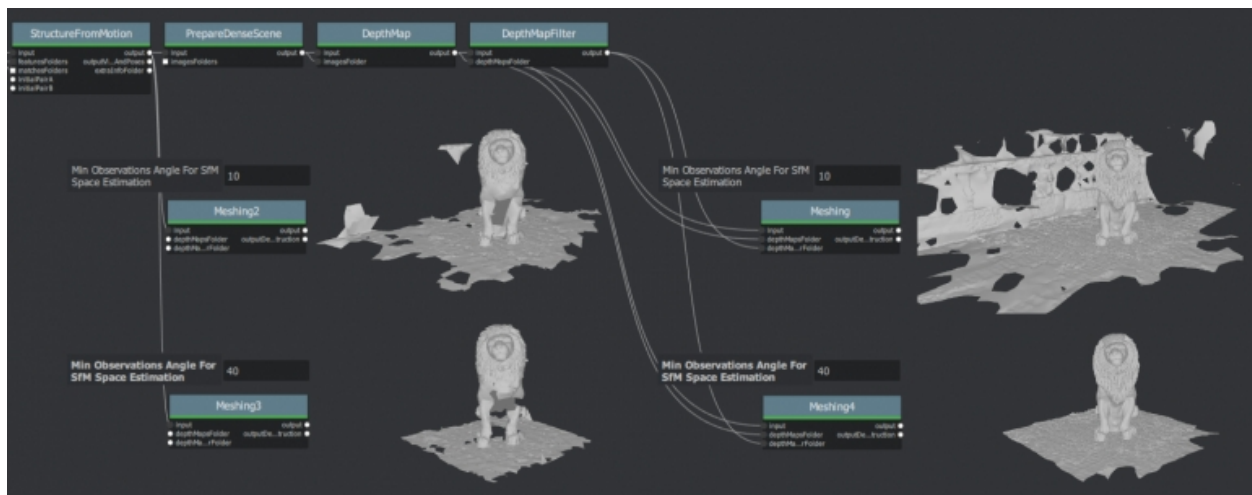 StructureFromMotion
input output
featuresFolders outputVi...AndPoses
matchesFolders extraInfoFolder
initialPairA
initialPairB
PrepareDenseScene
input output
imagesFolders
DepthMap
input output
imagesFolder
DepthMapFilter
input output
depthMapsFolder
Min Observations Angle For SfM
Space Estimation
10
Meshing2
input output
depthMapsFolder outputDe...truction
depthMa...rFolder
Min Observations Angle For SfM
Space Estimation
10
Meshing
input output
depthMapsFolder outputDe...truction
depthMa...rFolder
Min Observations Angle For
SfM Space Estimation
40
Meshing3
input output
depthMapsFolder outputDe...truction
depthMa...rFolder
Min Observations Angle For
SfM Space Estimation
40
Meshing4
input output
depthMapsFolder outputDe...truction
depthMa...rFolder